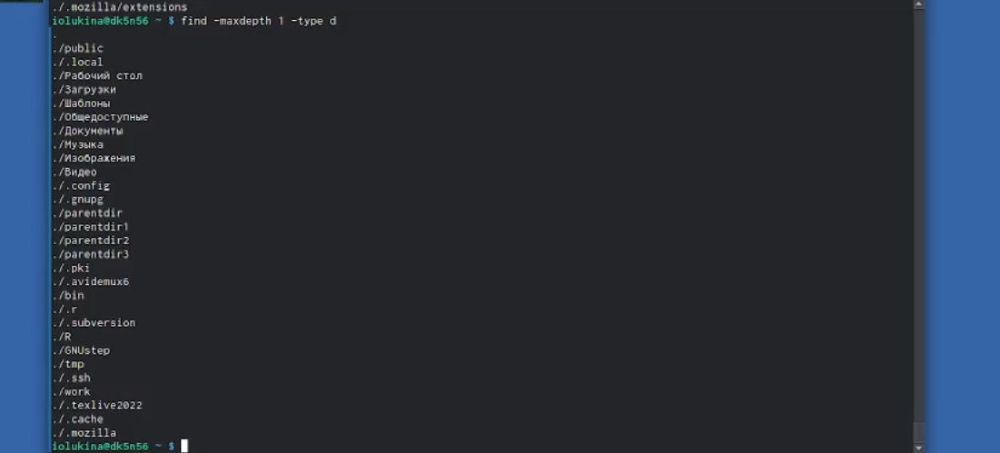 ./.mozilla/extensions
iolukina@dk5n56 ~ $ find -maxdepth 1 -type d
.
./public
./.local
./Рабочий стол
./Загрузки
./Шаблоны
./Общедоступные
./Документы
./Музыка
./Изображения
./Видео
./.config
./.gnupg
./parentdir
./parentdir1
./parentdir2
./parentdir3
./.pki
./.avidemux6
./bin
./.r
./.subversion
./R
./GNUstep
./tmp
./.ssh
./work
./.texlive2022
./.cache
./.mozilla
iolukina@dk5n56 ~ $